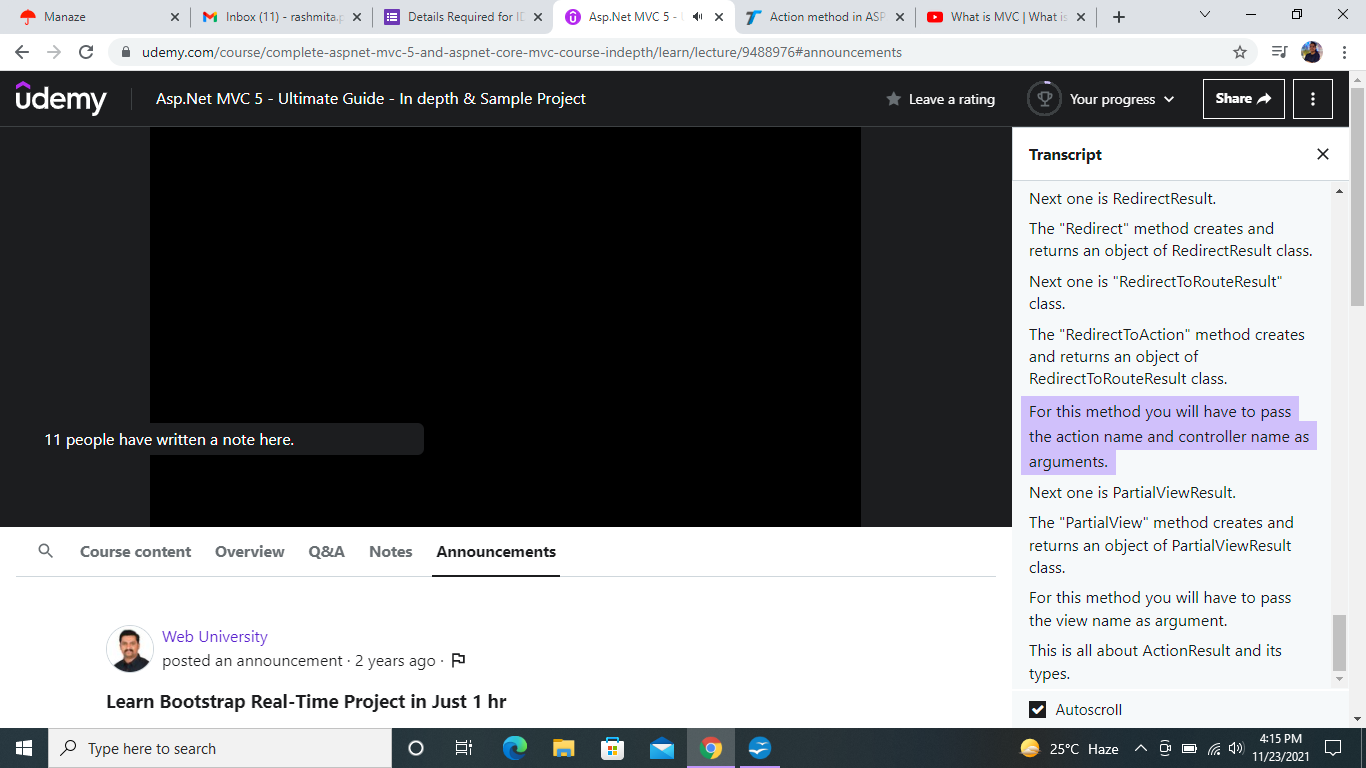 Manaze
Inbox (11) - rashmita.p
Details Required for ID
Asp.Net MVC 5 - U
Action method in ASP
What is MVC | What is
udemy.com/course/complete-aspnet-mvc-5-and-aspnet-core-mvc-course-indepth/learn/lecture/9488976#announcements
udemy
Asp.Net MVC 5 - Ultimate Guide - In depth & Sample Project
Leave a rating
Your progress
Share
11 people have written a note here.
Transcript
Next one is RedirectResult.
The "Redirect" method creates and
returns an object of RedirectResult class.
Next one is "RedirectToRouteResult"
class.
The "RedirectToAction" method creates
and returns an object of
RedirectToRouteResult class.
For this method you will have to pass
the action name and controller name as
arguments.
Next one is PartialViewResult.
The "PartialView" method creates and
returns an object of PartialViewResult
class.
For this method you will have to pass
the view name as argument.
This is all about ActionResult and its
types.
Autoscroll
Course content
Overview
Q&A
Notes
Announcements
Web University
posted an announcement · 2 years ago ·
Learn Bootstrap Real-Time Project in Just 1 hr
Type here to search
25°C Haze
4:15 PM
11/23/2021